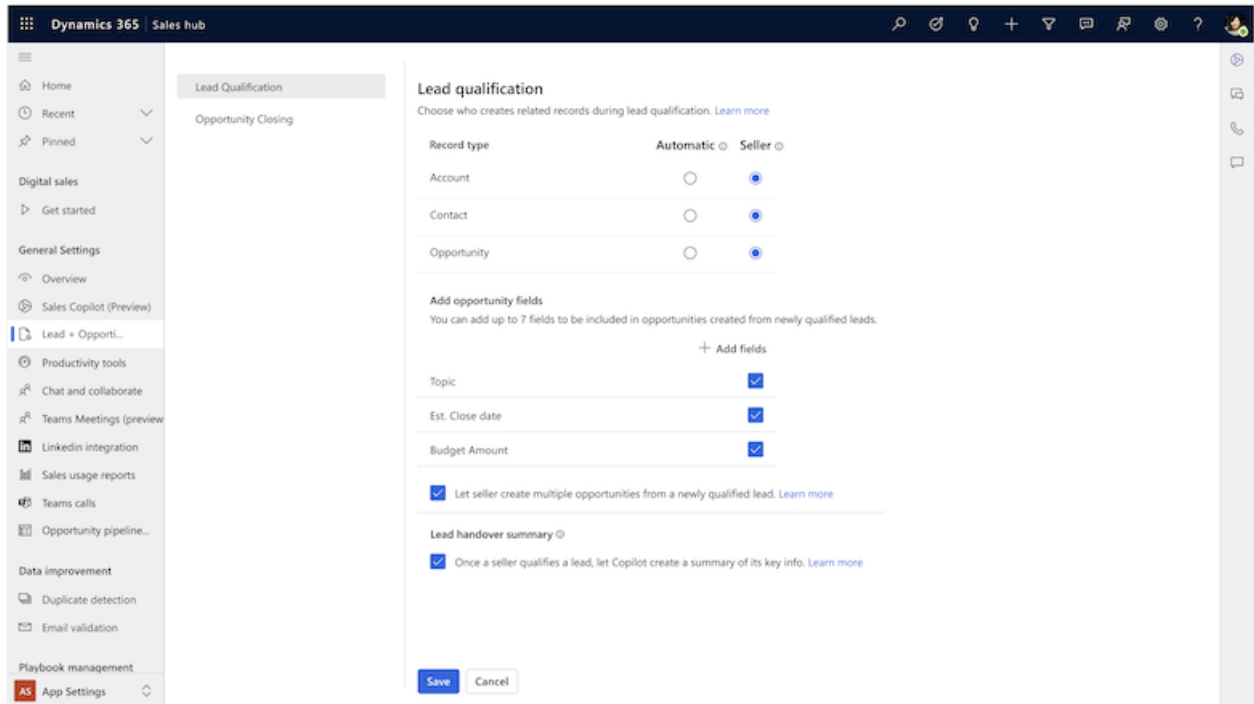 Dynamics 365 Sales hub
Home
Recent
Pinned
Digital sales
Get started
General Settings
Overview
Sales Copilot (Preview)
Lead + Opporti...
Productivity tools
Chat and collaborate
Teams Meetings (preview
Linkedin integration
Sales usage reports
Teams calls
Opportunity pipeline...
Data improvement
Duplicate detection
Email validation
Playbook management
AS App Settings
Lead Qualification
Opportunity Closing
Lead qualification
Choose who creates related records during lead qualification. Learn more
Record type Automatic Seller
Account
Contact
Opportunity
Add opportunity fields
You can add up to 7 fields to be included in opportunities created from newly qualified leads.
+ Add fields
Topic
Est. Close date
Budget Amount
Let seller create multiple opportunities from a newly qualified lead. Learn more
Lead handover summary
Once a seller qualifies a lead, let Copilot create a summary of its key info. Learn more
Save Cancel